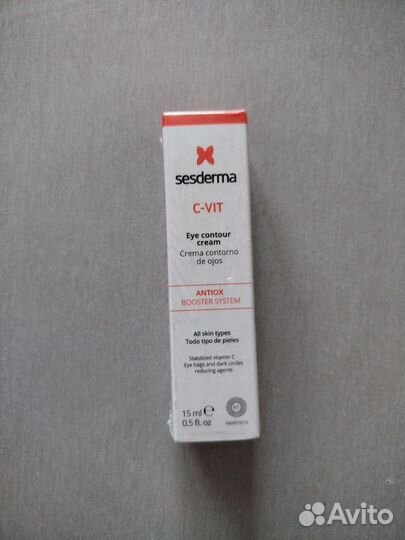 sesderma
C-VIT
Eye contour
cream
Crema contorno
de ojos
ANTIOX
BOOSTER SYSTEM
All skin types
Todo tipo de pieles
Stabilized vitamin C -
Eye bags and dark circles
reducing agents
15 ml e
0.5 fl. oz
NANOTECH
Avito